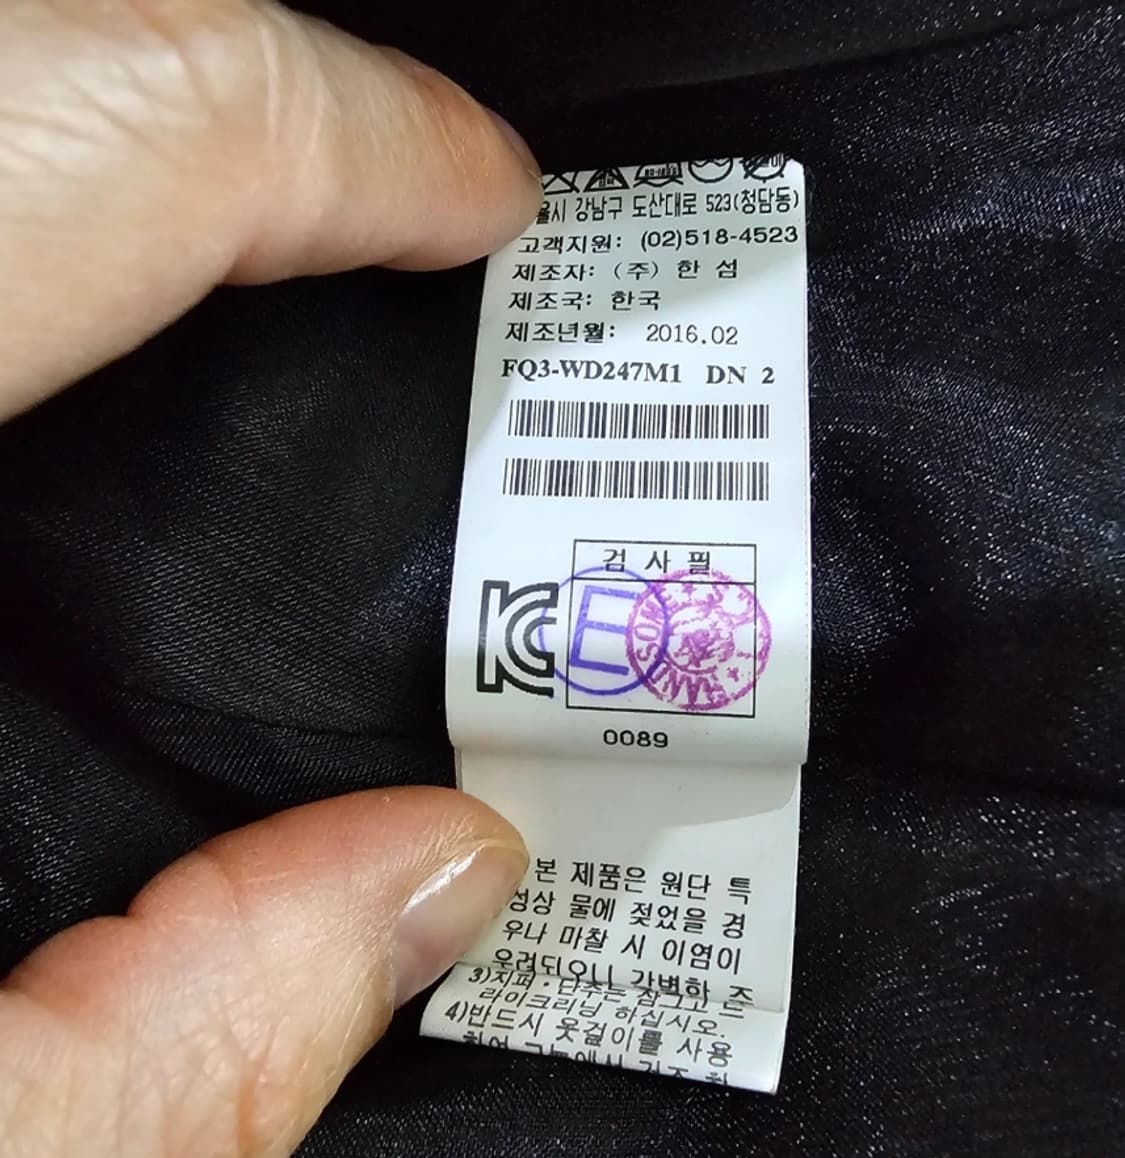 울시 강남구 도산대로 523(청담동)
고객지원: (02)518-4523
제조자: (주) 한 섬
제조국: 한국
제조년월: 2016.02
FQ3-WD247M1 DN 2
검 사 필
KC
E
HANDSOME
0089
본 제품은 원단 특
성상 물에 젖었을 경
우나 마찰 시 이염이
우려되오니 각별한 주
3)지퍼·단추는 잠그고 드
라이크리닝 하십시오.
4)반드시 옷걸이를 사용
하여